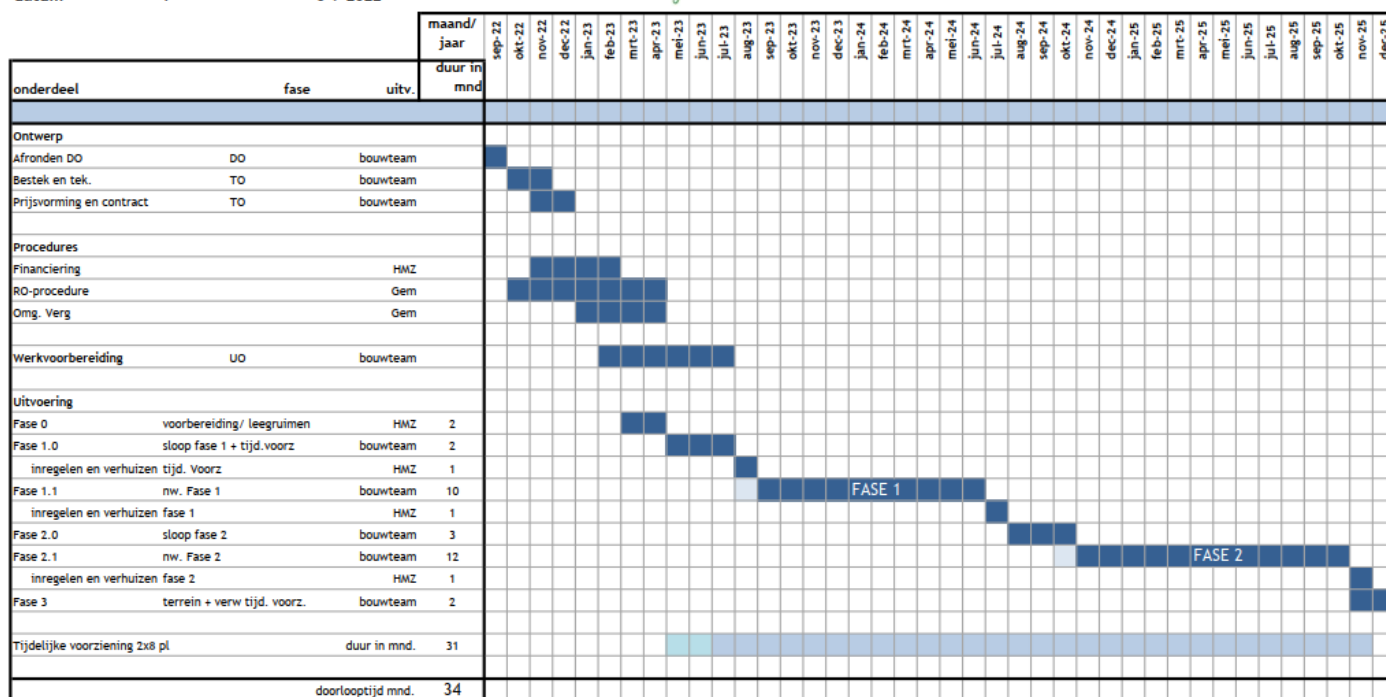 maand/
jaar
sep-22 okt-22 nov-22 dec-22 jan-23 feb-23 mrt-23 apr-23 mei-23 jun-23 jul-23 aug-23 sep-23 okt-23 nov-23 dec-23 jan-24 feb-24 mrt-24 apr-24 mei-24 jun-24 jul-24 aug-24 sep-24 okt-24 nov-24 dec-24 jan-25 feb-25 mrt-25 apr-25 mei-25 jun-25 jul-25 aug-25 sep-25 okt-25 nov-25 dec-25
duur in
onderdeel fase uitv. mnd
Ontwerp
Afronden DO DO bouwteam
Bestek en tek. TO bouwteam
Prijsvorming en contract TO bouwteam
Procedures
Financiering HMZ
RO-procedure Gem
Omg. Verg Gem
Werkvoorbereiding UO bouwteam
Uitvoering
Fase 0 voorbereiding/ leegruimen HMZ 2
Fase 1.0 sloop fase 1 + tijd.voorz bouwteam 2
inregelen en verhuizen tijd. Voorz HMZ 1
Fase 1.1 nw. Fase 1 bouwteam 10 FASE 1
inregelen en verhuizen fase 1 HMZ 1
Fase 2.0 sloop fase 2 bouwteam 3
Fase 2.1 nw. Fase 2 bouwteam 12 FASE 2
inregelen en verhuizen fase 2 HMZ 1
Fase 3 terrein + verw tijd. voorz. bouwteam 2
Tijdelijke voorziening 2x8 pl duur in mnd. 31
doorlooptijd mnd. 34